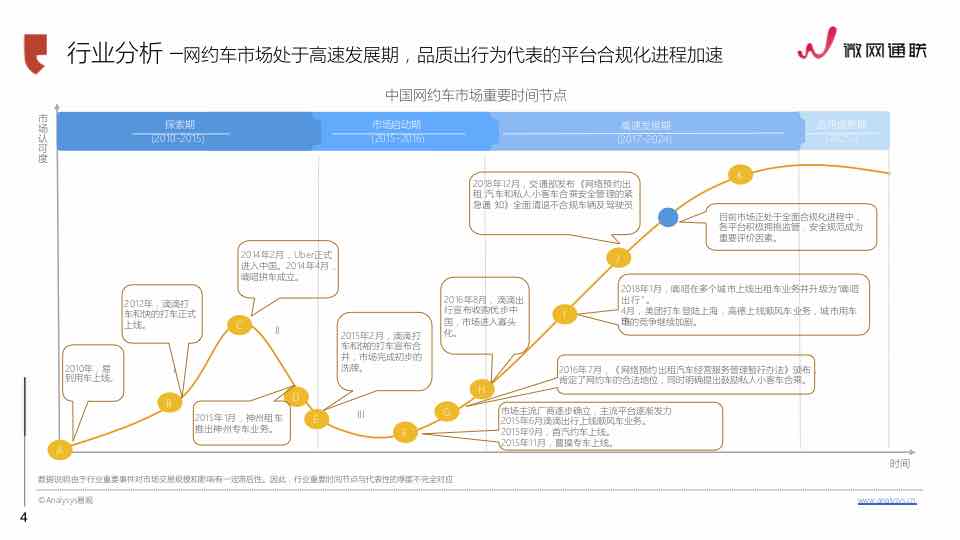 行业分析 —网约车市场处于高速发展期，品质出行为代表的平台合规化进程加速
微网通联
中国网约车市场重要时间节点
市场认可度
探索期
(2010-2015)
市场启动期
(2015-2016)
高速发展期
(2017-2024)
应用成熟期
2018年12月，交通部发布《网络预约出
租 汽车和私人小客车合乘安全管理的紧
急通 知》全面清退不合规车辆及驾驶员
K
目前市场正处于全面合规化进程中，
各平台积极拥抱监管，安全规范成为
重要评价因素。
2014年2月，Uber正式
进入中国。2014年4月，
嘀嗒拼车成立。
J
2012年，滴滴打
车和快的打车正式
上线。
2016年8月，滴滴出
行宣布收购优步中
国，市场进入寡头
化。
2018年1月，嘀嗒在多个城市上线出租车业务并升级为"嘀嗒
出行"。
4月，美团打车登陆上海，高德上线顺风车业务，城市用车
市的竞争继续加剧。
C
II
I
2015年2月，滴滴打
车和快的打车宣布合
并，市场完成初步的
洗牌。
2010年，易
到用车上线。
2016年7月，《网络预约出租汽车经营服务管理暂行办法》颁布，
肯定了网约车的合法地位，同时明确提出鼓励私人小客车合乘。
B
D
H
2015年1月，神州租车
推出神州专车业务。
E
III
G
F
市场主流厂商逐步确立，主流平台逐渐发力
2015年6月滴滴出行上线顺风车业务。
2015年9月，首汽约车上线。
2015年11月，曹操专车上线。
A
时间
数据说明:由于行业重要事件对市场交易规模和影响有一定滞后性。因此，行业重要时间节点与代表性的季度不完全对应
©Analysys易观
www.analysys.cn
4